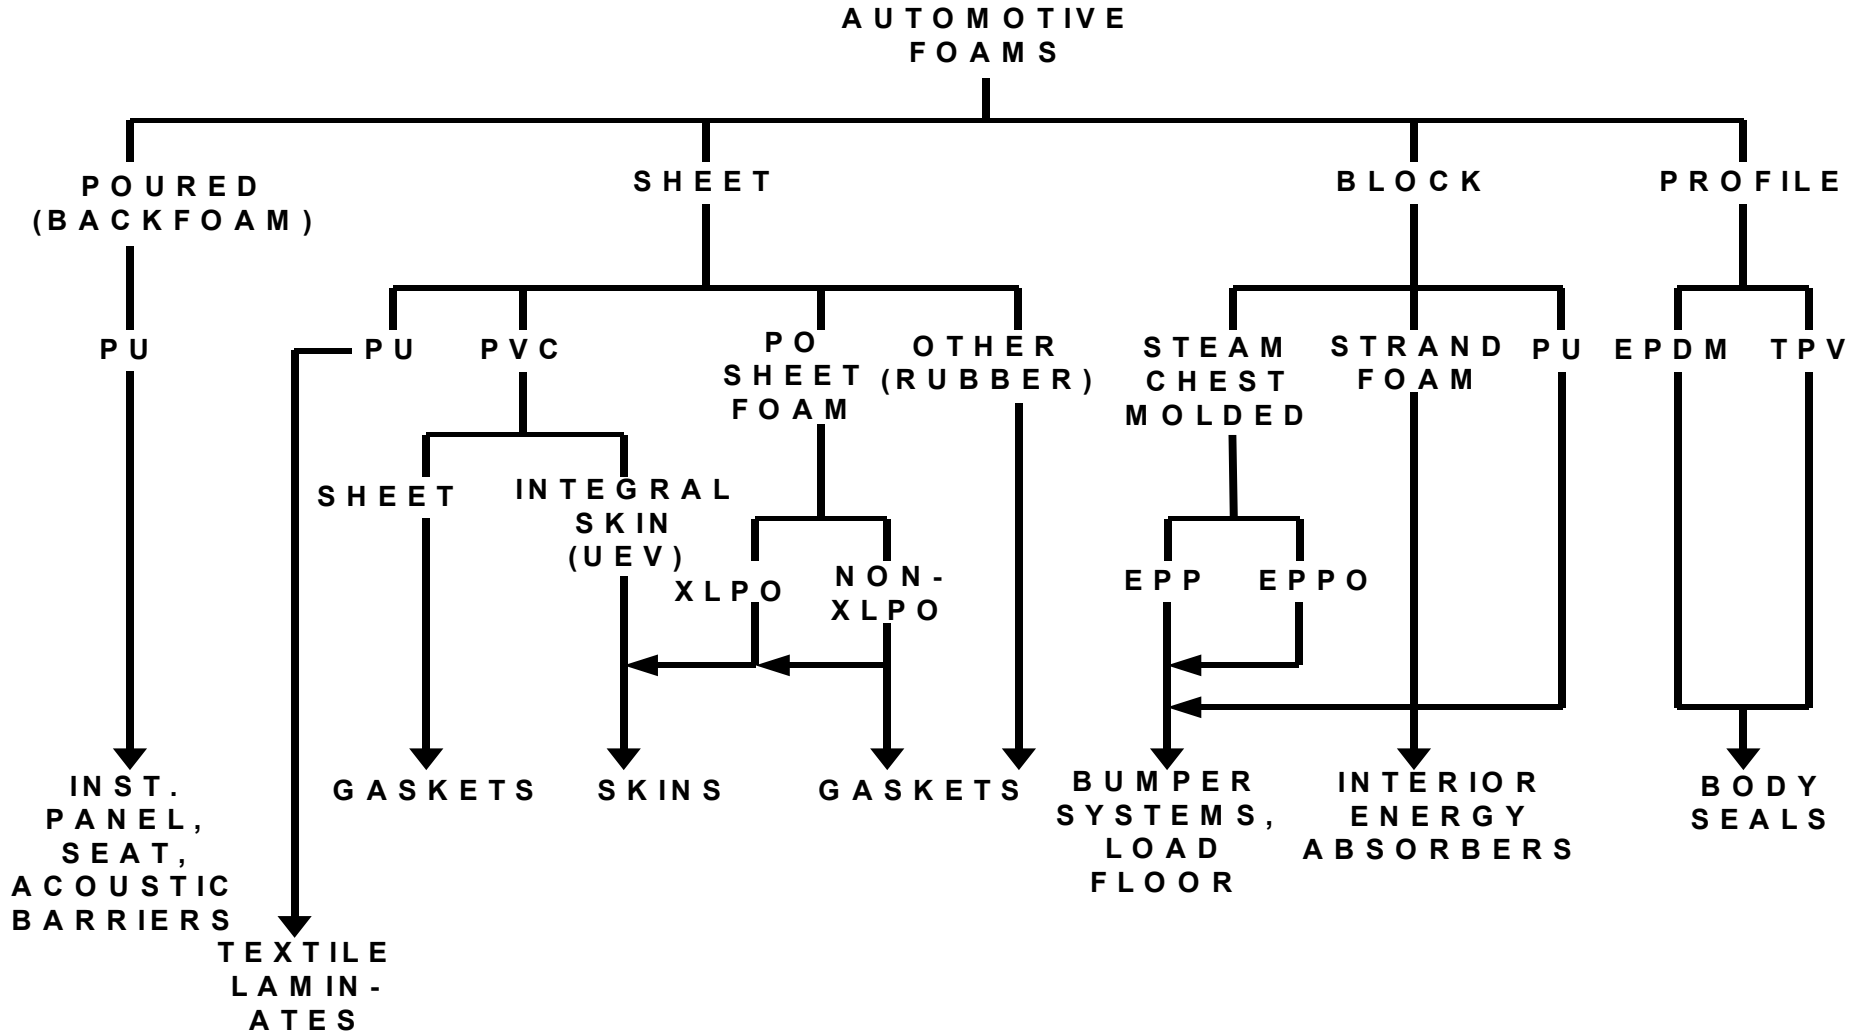 AUTOMOTIVE
FOAMS
POURED
(BACKFOAM)
SHEET
BLOCK
PROFILE
PU
PU
PVC
PO
SHEET
FOAM
OTHER
(RUBBER)
STEAM
CHEST
MOLDED
STRAND
FOAM
PU
EPDM
TPV
SHEET
INTEGRAL
SKIN
(UEV)
XLPO
NON-
XLPO
EPP
EPPO
INST.
PANEL,
SEAT,
ACOUSTIC
BARRIERS
TEXTILE
LAMIN-
ATES
GASKETS
SKINS
GASKETS
BUMPER
SYSTEMS,
LOAD
FLOOR
INTERIOR
ENERGY
ABSORBERS
BODY
SEALS